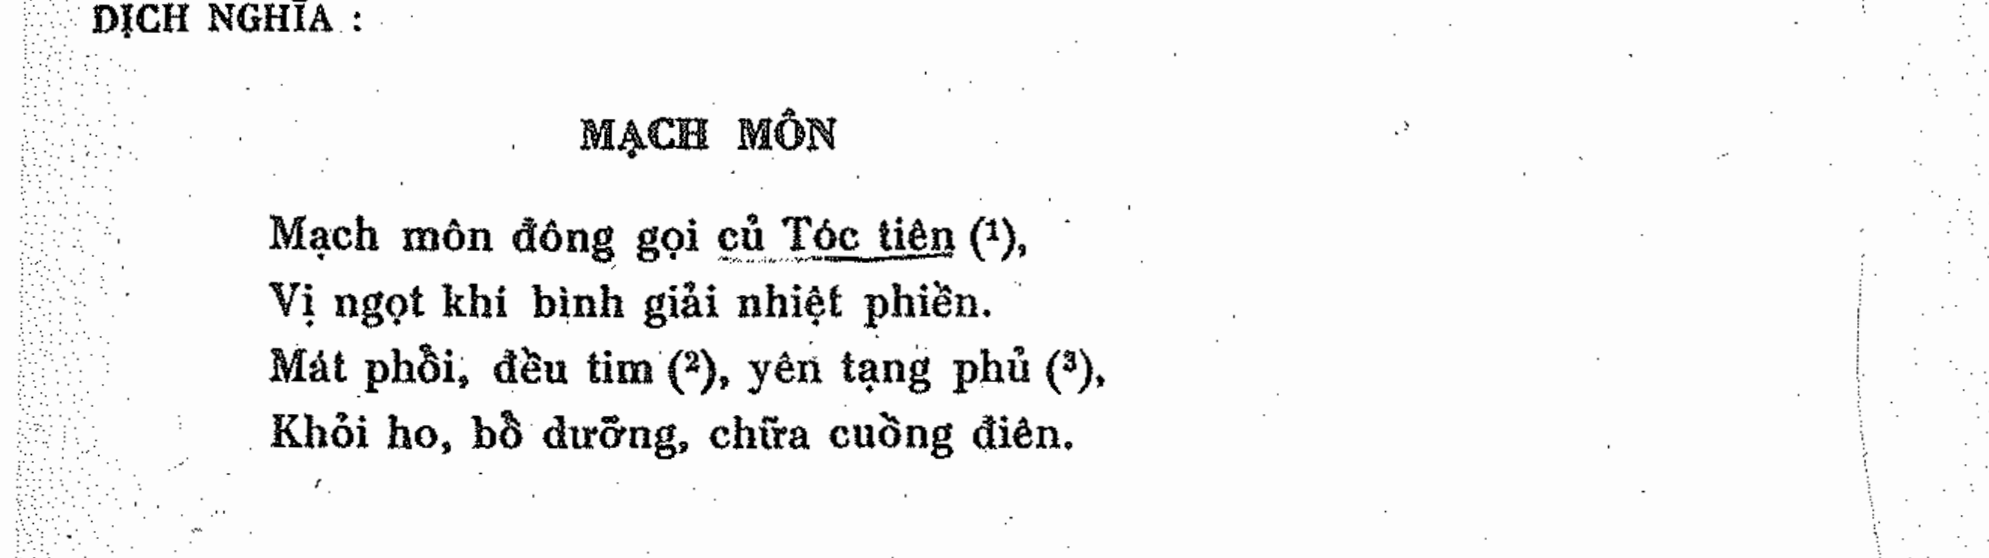 DỊCH NGHĨA :
MẠCH MÔN
Mạch môn đông gọi củ Tóc tiên (¹),
Vị ngọt khí bình giải nhiệt phiền.
Mát phổi, đều tim (²), yên tạng phủ (³),
Khỏi ho, bổ dưỡng, chữa cuồng điên.